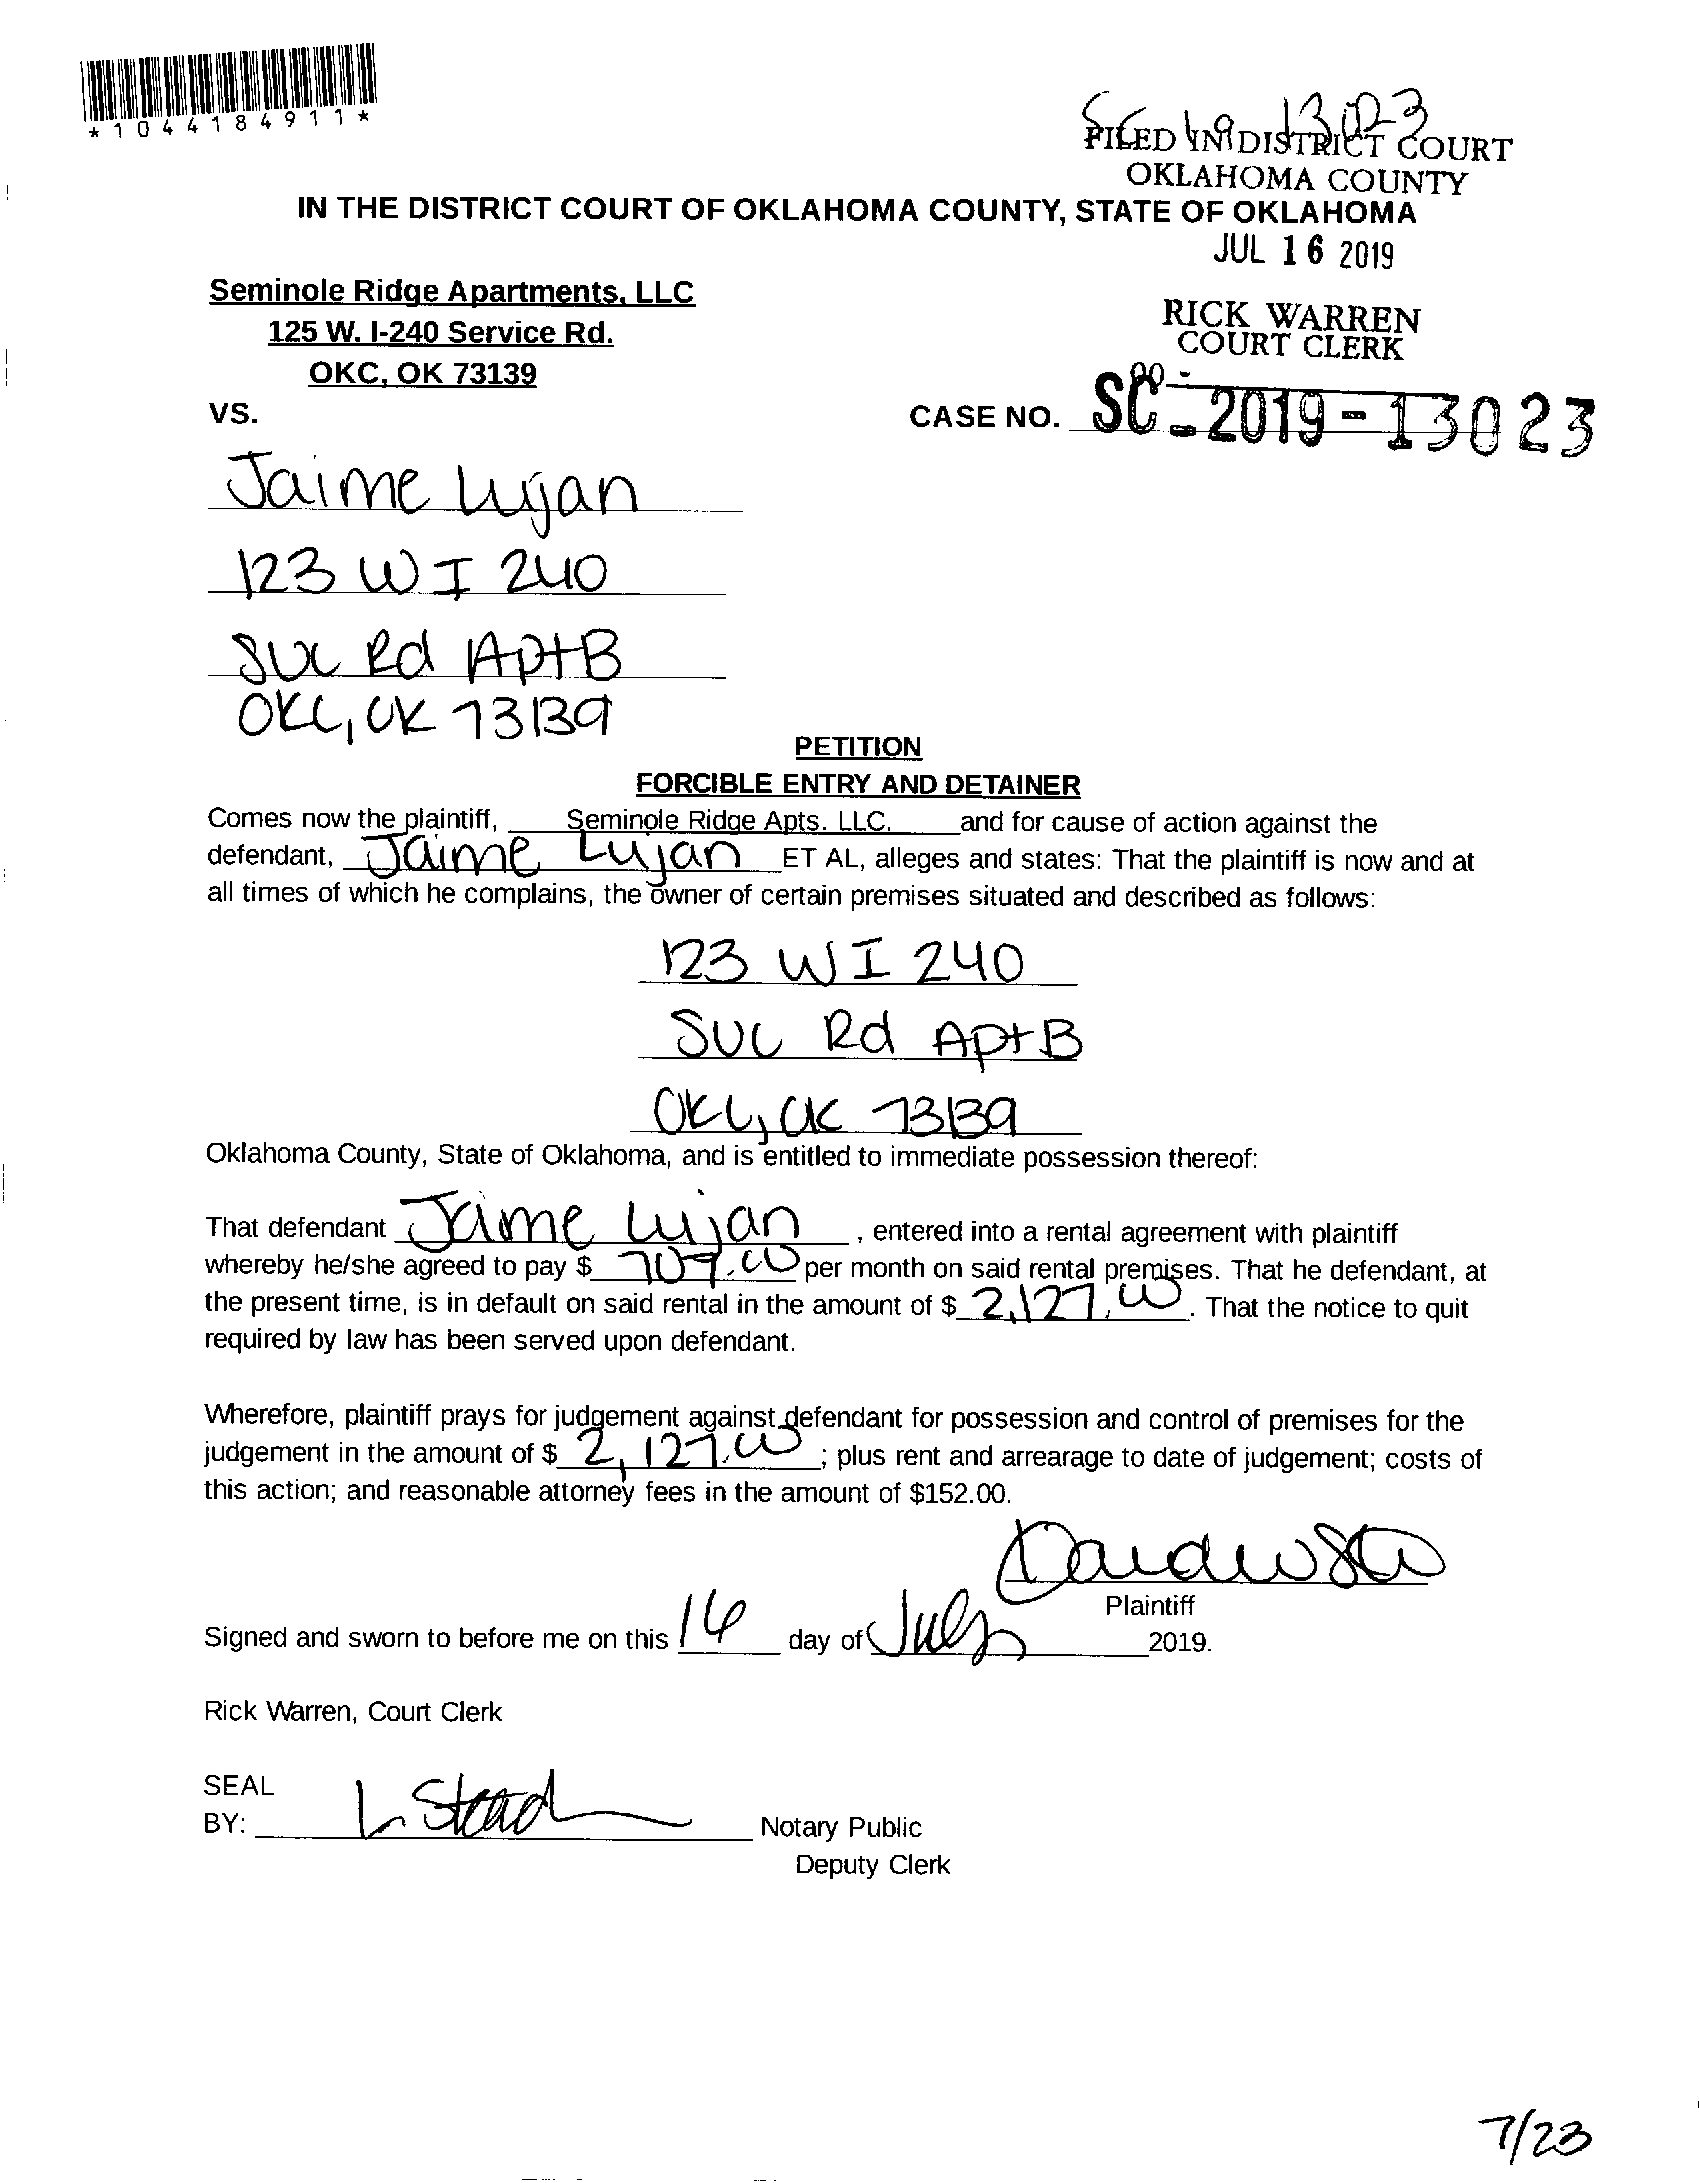 *1044184911*
SC 19 13023
FILED IN DISTRICT COURT
OKLAHOMA COUNTY
IN THE DISTRICT COURT OF OKLAHOMA COUNTY, STATE OF OKLAHOMA
JUL 16 2019
Seminole Ridge Apartments, LLC
125 W. I-240 Service Rd.
OKC, OK 73139
RICK WARREN
COURT CLERK
VS.
CASE NO. SC - 2019 - 13023
Jaime Lujan
123 W I 240
SVC Rd Apt B
OKC, OK 73139
PETITION
FORCIBLE ENTRY AND DETAINER
Comes now the plaintiff, Seminole Ridge Apts. LLC. and for cause of action against the
defendant, Jaime Lujan ET AL, alleges and states: That the plaintiff is now and at
all times of which he complains, the owner of certain premises situated and described as follows:
123 W I 240
SVC Rd Apt B
OKC, OK 73139
Oklahoma County, State of Oklahoma, and is entitled to immediate possession thereof:
That defendant Jaime Lujan , entered into a rental agreement with plaintiff
whereby he/she agreed to pay $ 709.00 per month on said rental premises. That he defendant, at
the present time, is in default on said rental in the amount of $ 2,127.00. That the notice to quit
required by law has been served upon defendant.
Wherefore, plaintiff prays for judgement against defendant for possession and control of premises for the
judgement in the amount of $ 2,127.00 ; plus rent and arrearage to date of judgement; costs of
this action; and reasonable attorney fees in the amount of $152.00.
Plaintiff
Signed and sworn to before me on this 16 day of July 2019.
Rick Warren, Court Clerk
SEAL
BY: L Stead Notary Public
Deputy Clerk
7/23